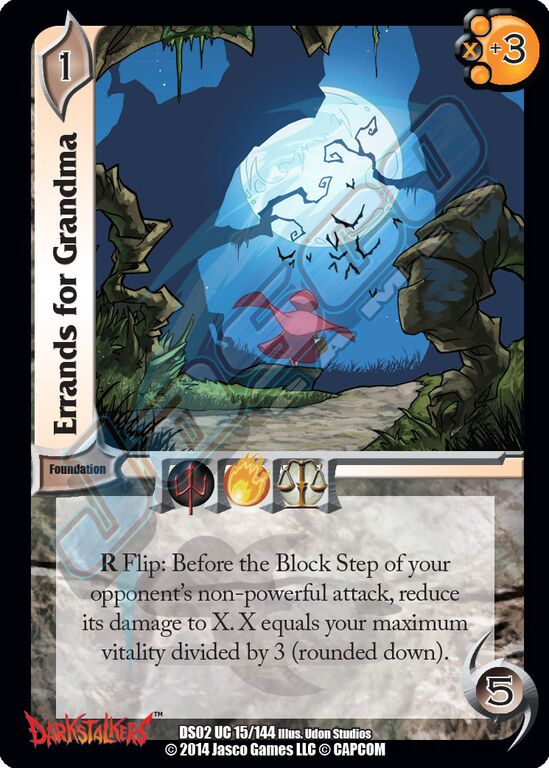 1
X +3
Errands for Grandma
Foundation
R Flip: Before the Block Step of your
opponent's non-powerful attack, reduce
its damage to X. X equals your maximum
vitality divided by 3 (rounded down).
5
DARKSTALKERS™
DS02 UC 15/144 Illus. Udon Studios
© 2014 Jasco Games LLC © CAPCOM